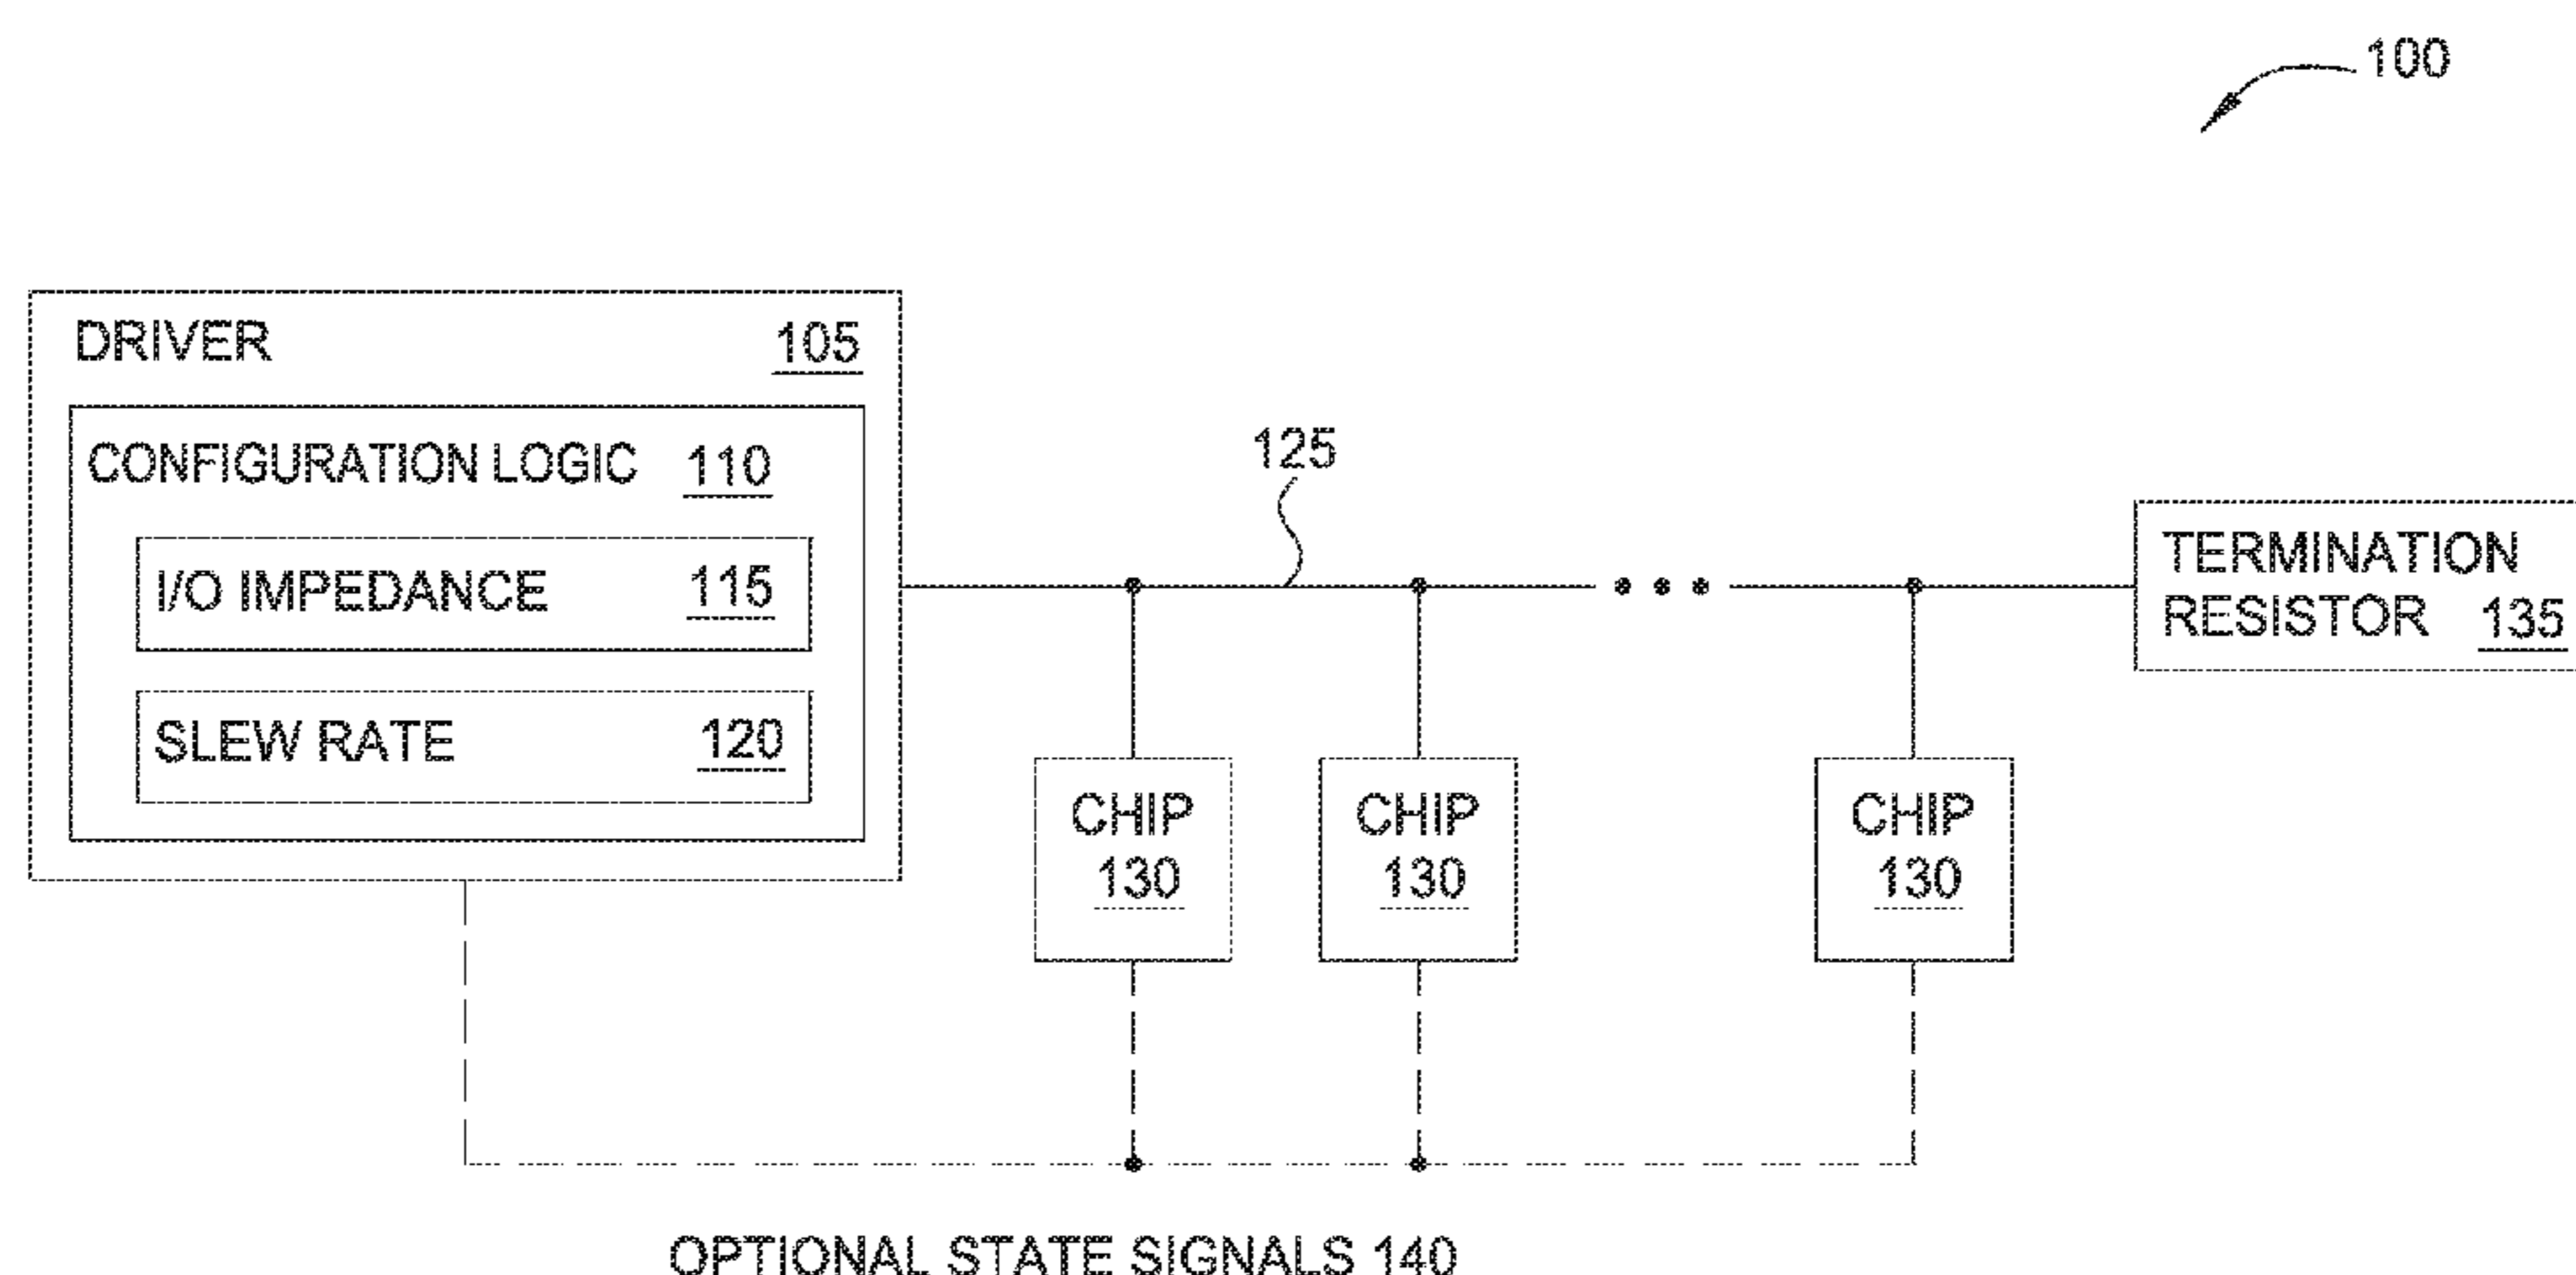 100
DRIVER 105
CONFIGURATION LOGIC 110
I/O IMPEDANCE 115
SLEW RATE 120
125
TERMINATION
RESISTOR 135
CHIP
130
CHIP
130
CHIP
130
OPTIONAL STATE SIGNALS 140